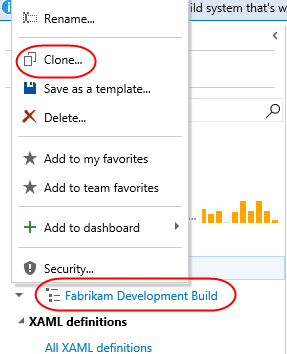 Rename...
ild system that's w
Clone...
Save as a template...
Delete...
Add to my favorites
Add to team favorites
Add to dashboard
Security...
Fabrikam Development Build
XAML definitions
All XAML definitions